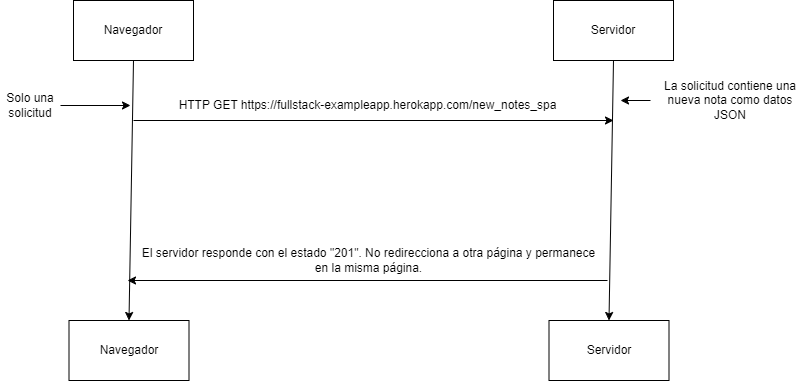 Navegador
Servidor
Solo una
solicitud
HTTP GET https://fullstack-exampleapp.herokapp.com/new_notes_spa
La solicitud contiene una
nueva nota como datos
JSON
El servidor responde con el estado "201". No redirecciona a otra página y permanece
en la misma página.
Navegador
Servidor